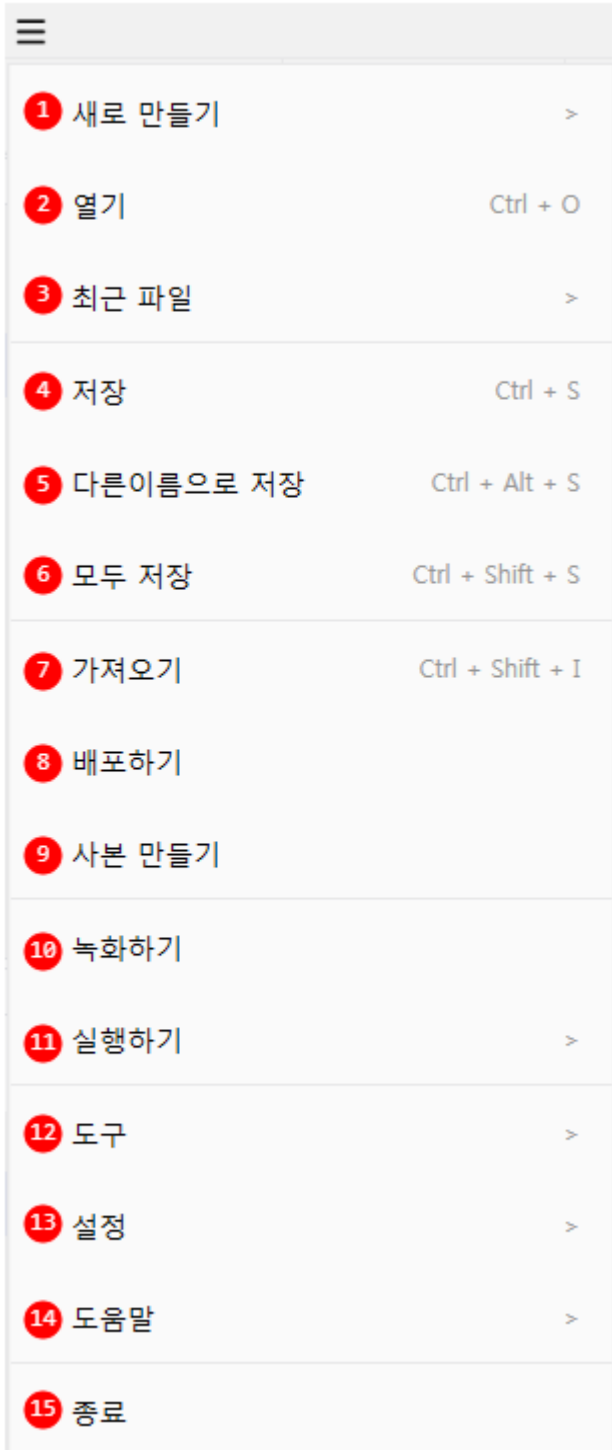 1 새로 만들기 >
2 열기 Ctrl + O
3 최근 파일 >
4 저장 Ctrl + S
5 다른이름으로 저장 Ctrl + Alt + S
6 모두 저장 Ctrl + Shift + S
7 가져오기 Ctrl + Shift + I
8 배포하기
9 사본 만들기
10 녹화하기
11 실행하기 >
12 도구 >
13 설정 >
14 도움말 >
15 종료